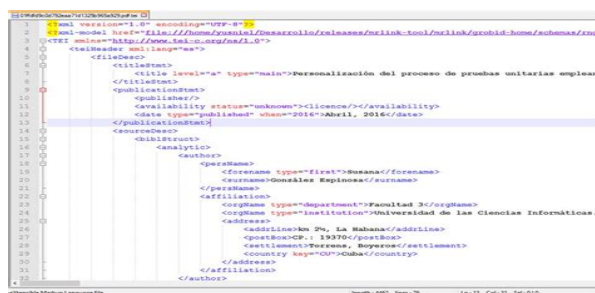 <?xml version="1.0" encoding="UTF-8"?>
<?xml-model href="file:///home/yusniel/Desarrollo/releases/mrlink-tool/mrlink/grobid-home/schemas/rng
<TEI xmlns="http://www.tei-c.org/ns/1.0">
<teiHeader xml:lang="es">
<fileDesc>
<titleStmt>
<title level="a" type="main">Personalización del proceso de pruebas unitarias emplean
</titleStmt>
<publicationStmt>
<publisher/>
<availability status="unknown"><licence/></availability>
<date type="published" when="2016">Abril, 2016</date>
</publicationStmt>
<sourceDesc>
<biblStruct>
<analytic>
<author>
<persName>
<forename type="first">Susana</forename>
<surname>González Espinosa</surname>
</persName>
<affiliation>
<orgName type="department">Facultad 3</orgName>
<orgName type="institution">Universidad de las Ciencias Informáticas.
<address>
<addrLine>km 2½, La Habana</addrLine>
<postBox>CP.: 19370</postBox>
<settlement>Torrens, Boyeros</settlement>
<country key="CU">Cuba</country>
</address>
</affiliation>
</author>